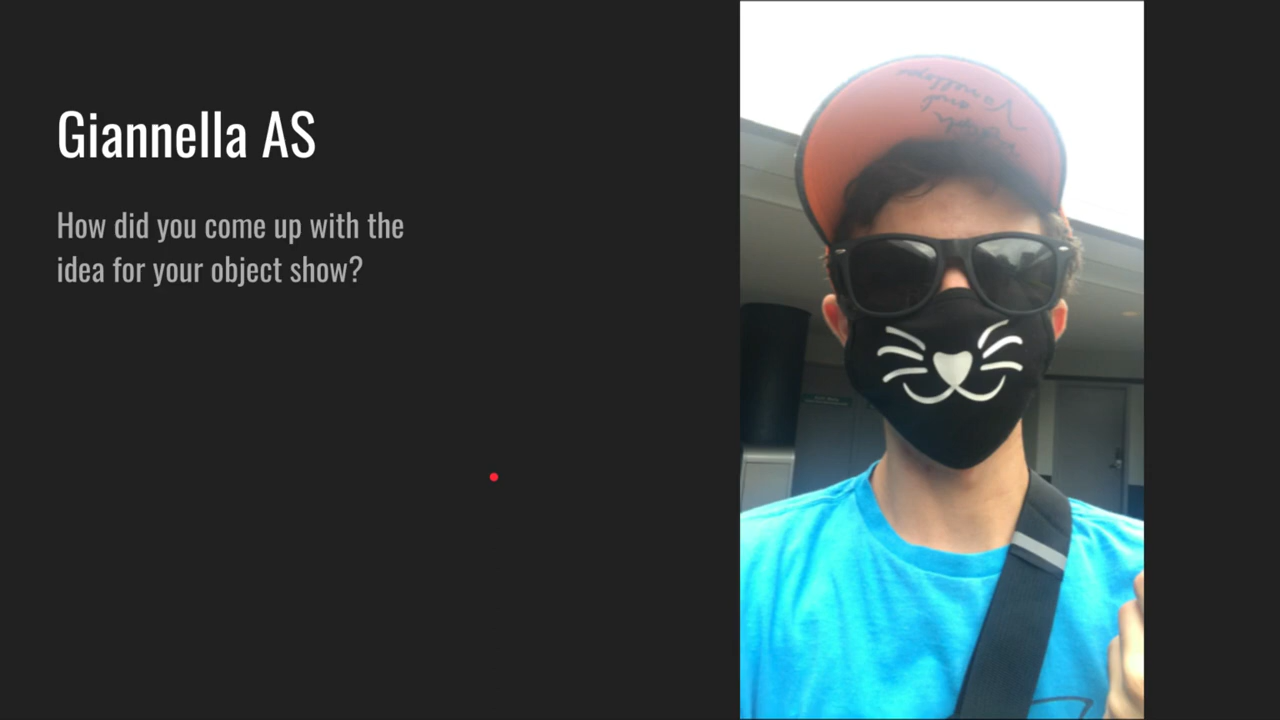 Giannella AS
How did you come up with the
idea for your object show?